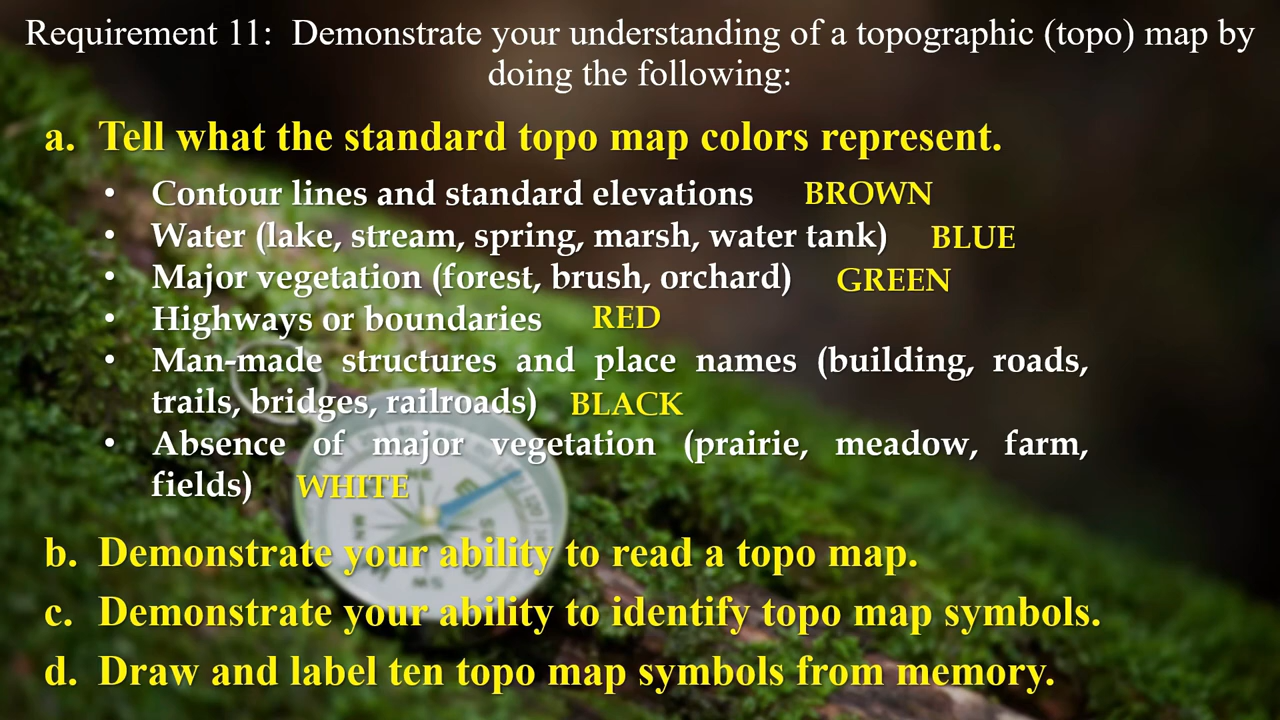 Requirement 11: Demonstrate your understanding of a topographic (topo) map by
doing the following:
a. Tell what the standard topo map colors represent.
• Contour lines and standard elevations BROWN
• Water (lake, stream, spring, marsh, water tank) BLUE
• Major vegetation (forest, brush, orchard) GREEN
• Highways or boundaries RED
• Man-made structures and place names (building, roads,
trails, bridges, railroads) BLACK
• Absence of major vegetation (prairie, meadow, farm,
fields) WHITE
b. Demonstrate your ability to read a topo map.
c. Demonstrate your ability to identify topo map symbols.
d. Draw and label ten topo map symbols from memory.